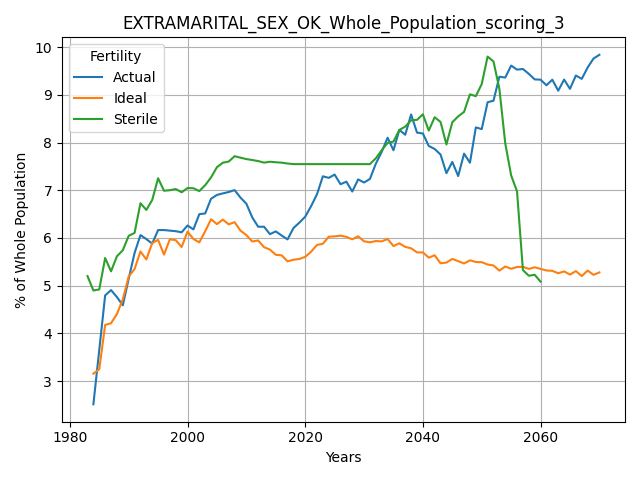 EXTRAMARITAL_SEX_OK_Whole_Population_scoring_3
Fertility
Actual
Ideal
Sterile
% of Whole Population
10
9
8
7
6
5
4
3
1980 2000 2020 2040 2060
Years